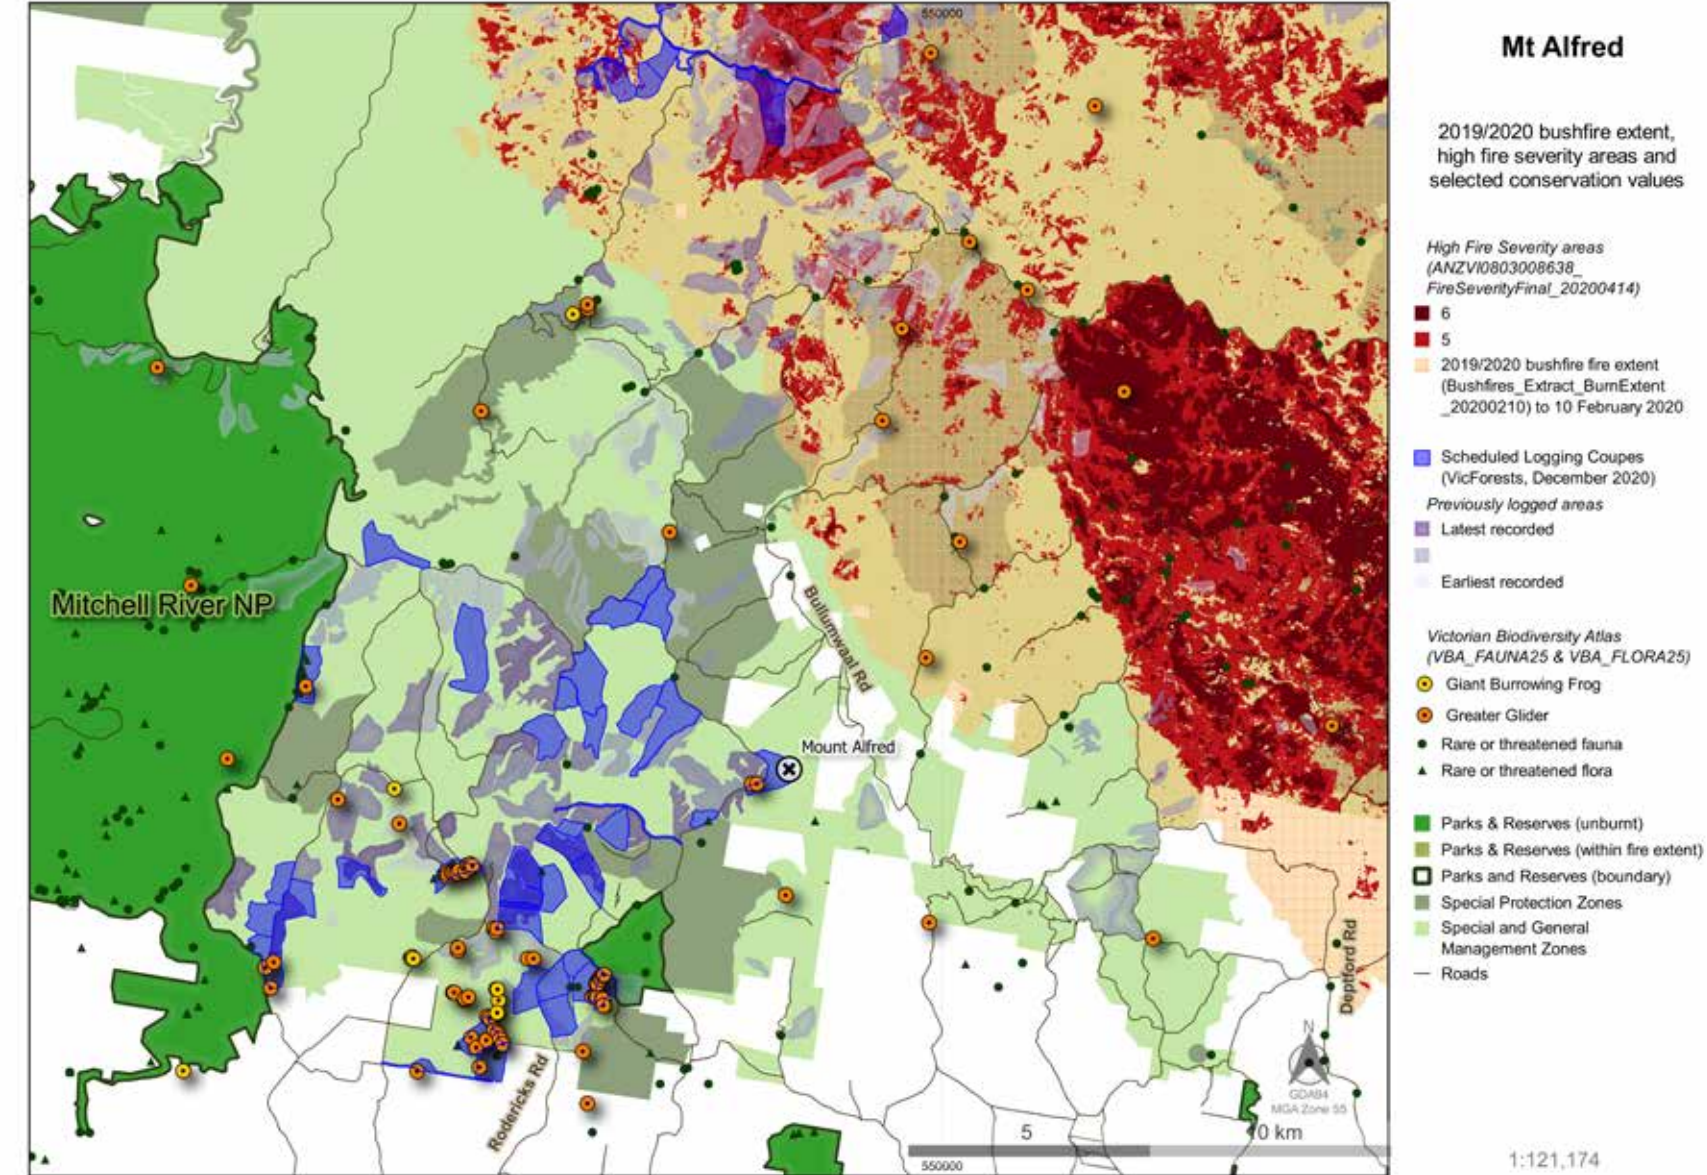 550000
Mitchell River NP
Bullumwaal Rd
Mount Alfred
Rodericks Rd
Deptford Rd
N
GDA94
MGA Zone 55
5
10 km
550000
Mt Alfred
2019/2020 bushfire extent,
high fire severity areas and
selected conservation values
High Fire Severity areas
(ANZVI0803008638_
FireSeverityFinal_20200414)
6
5
2019/2020 bushfire fire extent
(Bushfires_Extract_BurnExtent
_20200210) to 10 February 2020
Scheduled Logging Coupes
(VicForests, December 2020)
Previously logged areas
Latest recorded
Earliest recorded
Victorian Biodiversity Atlas
(VBA_FAUNA25 & VBA_FLORA25)
Giant Burrowing Frog
Greater Glider
Rare or threatened fauna
Rare or threatened flora
Parks & Reserves (unburnt)
Parks & Reserves (within fire extent)
Parks and Reserves (boundary)
Special Protection Zones
Special and General
Management Zones
Roads
1:121,174